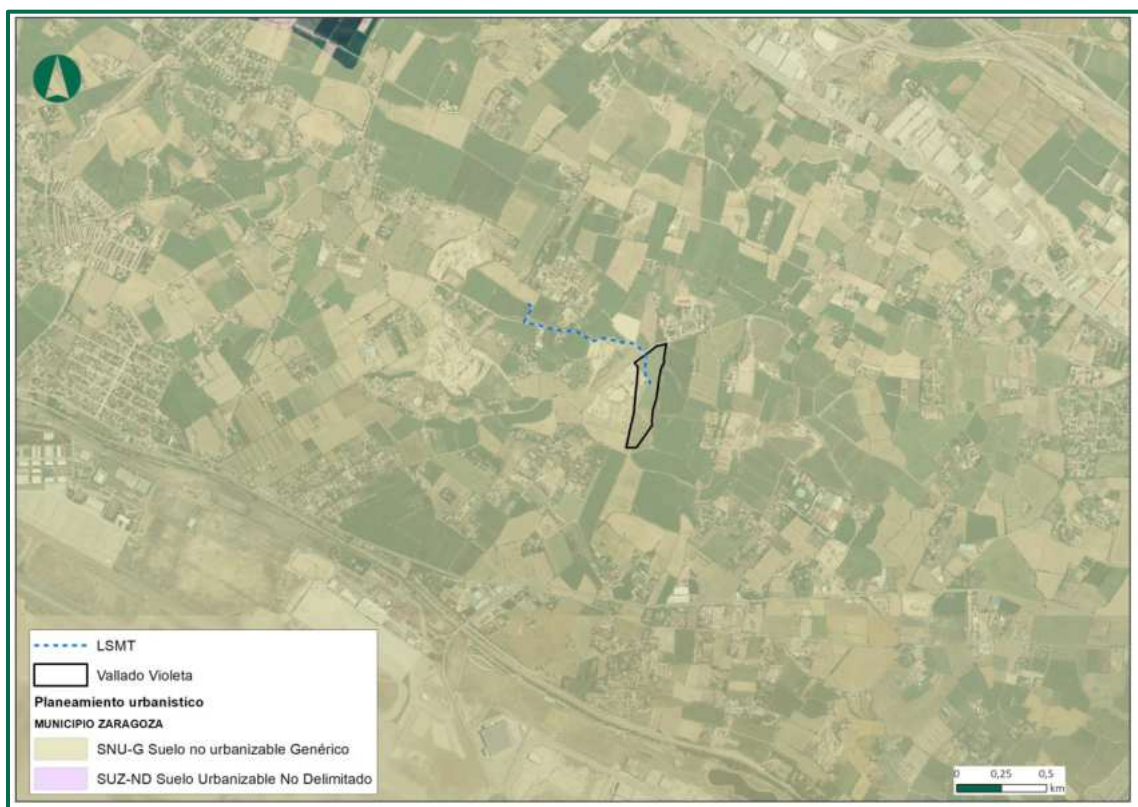 LSMT
Vallado Violeta
Planeamiento urbanistico
MUNICIPIO ZARAGOZA
SNU-G Suelo no urbanizable Genérico
SUZ-ND Suelo Urbanizable No Delimitado
0 0,25 0,5
km